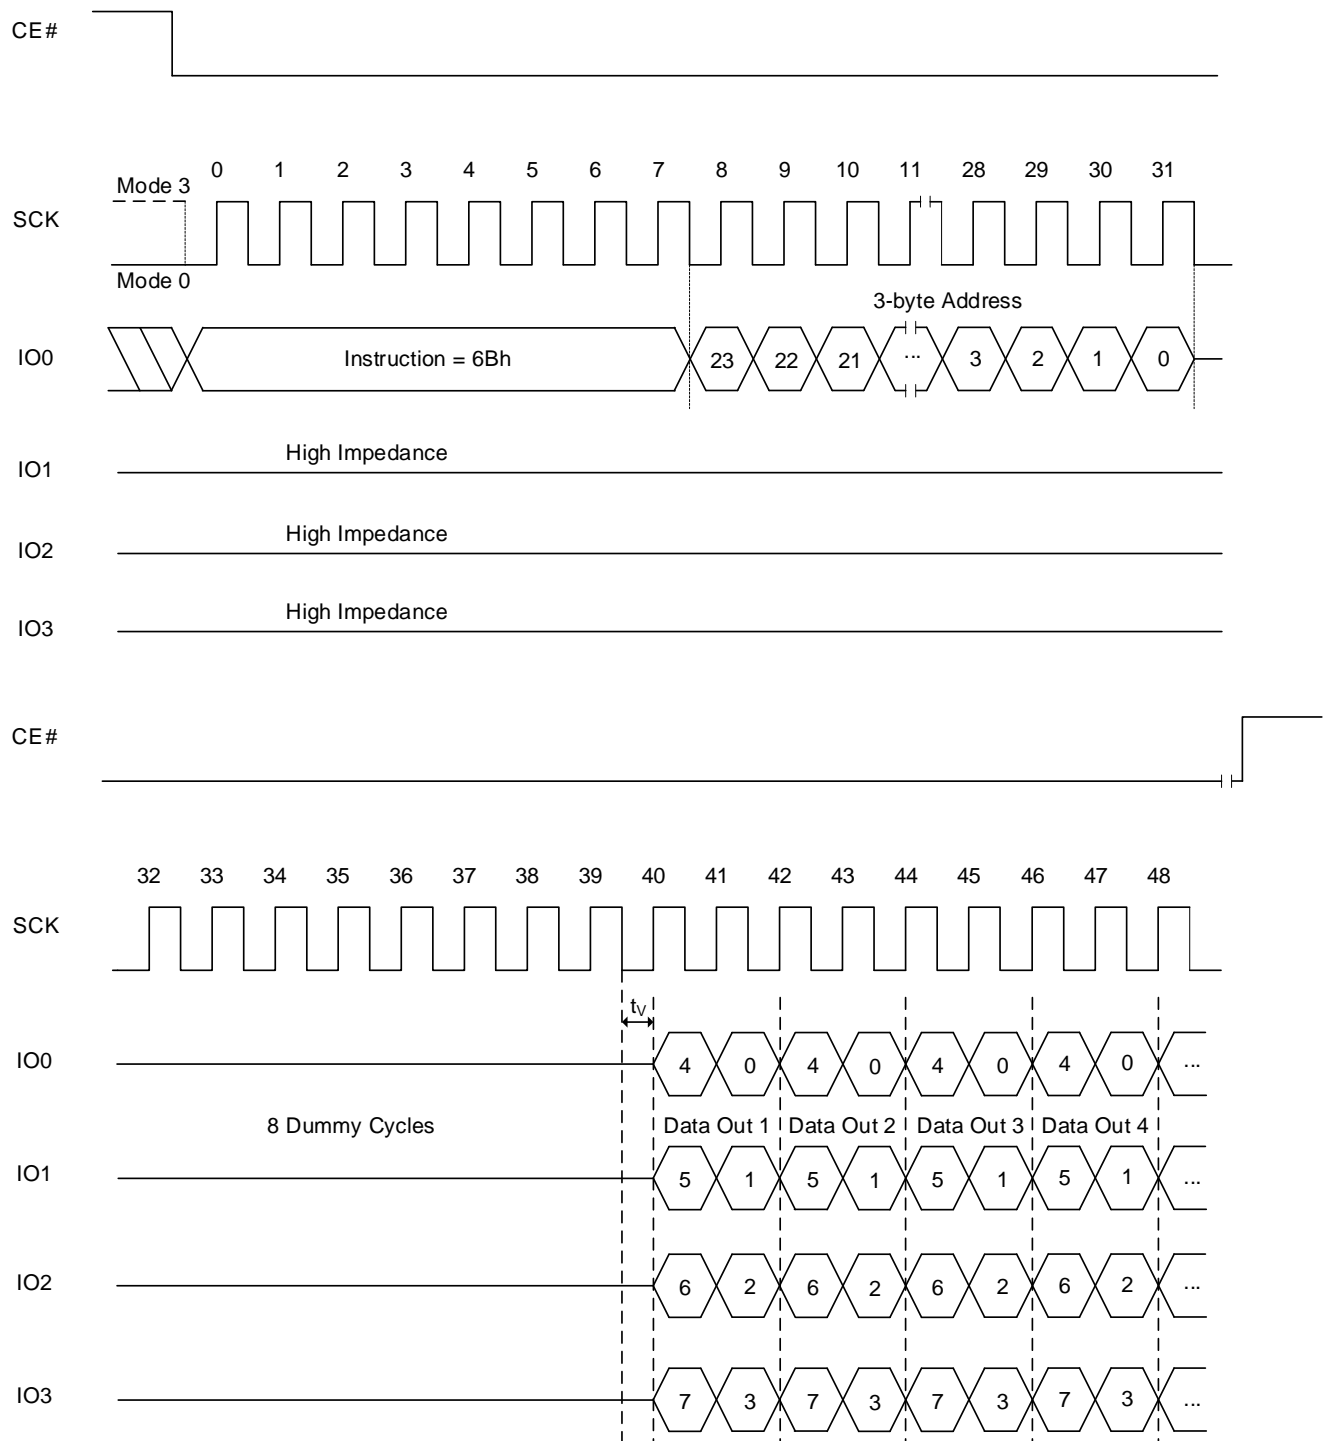 CE#
0 1 2 3 4 5 6 7 8 9 10 11 28 29 30 31
Mode 3
SCK
Mode 0
3-byte Address
IO0 Instruction = 6Bh 23 22 21 ... 3 2 1 0
High Impedance
IO1
High Impedance
IO2
High Impedance
IO3
CE#
32 33 34 35 36 37 38 39 40 41 42 43 44 45 46 47 48
SCK
tV
IO0 4 0 4 0 4 0 4 0 ...
8 Dummy Cycles Data Out 1 Data Out 2 Data Out 3 Data Out 4
IO1 5 1 5 1 5 1 5 1 ...
IO2 6 2 6 2 6 2 6 2 ...
IO3 7 3 7 3 7 3 7 3 ...